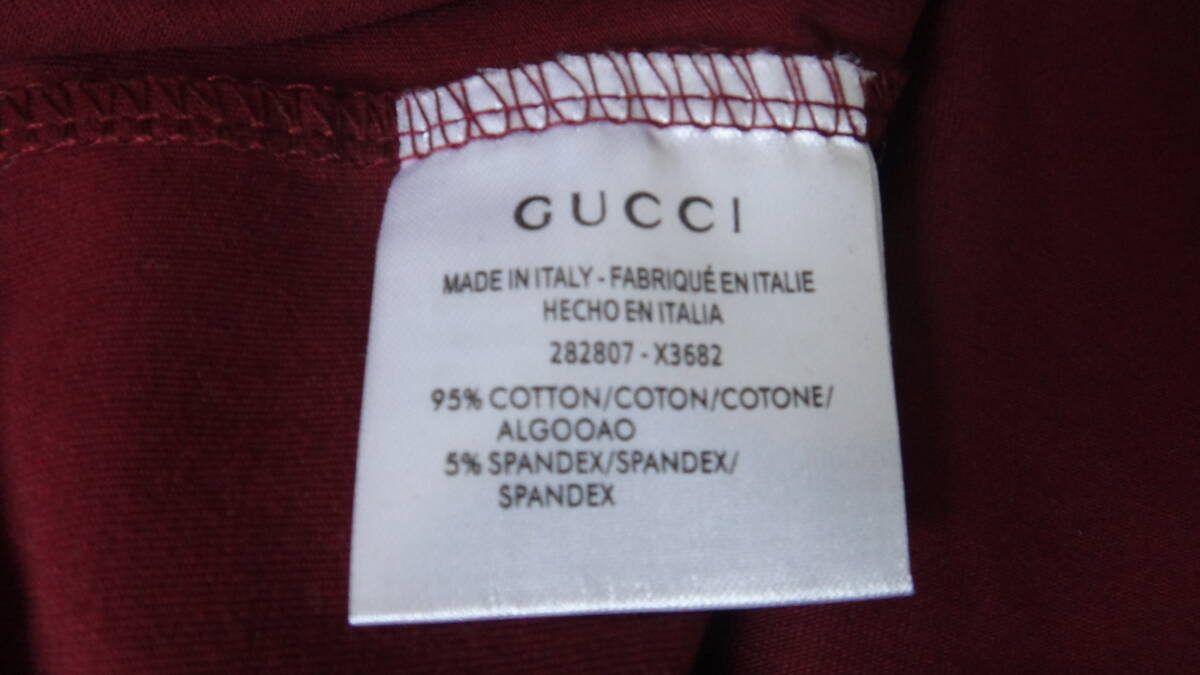 GUCCI
MADE IN ITALY - FABRIQUÉ EN ITALIE
HECHO EN ITALIA
282807 - X3682
95% COTTON/COTON/COTONE/
ALGOOAO
5% SPANDEX/SPANDEX/
SPANDEX